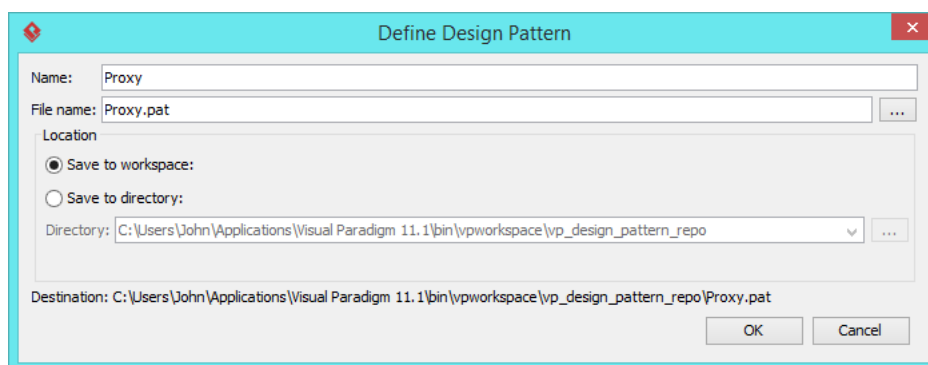 Define Design Pattern
Name: Proxy
File name: Proxy.pat ...
Location
Save to workspace:
Save to directory:
Directory: C:\Users\John\Applications\Visual Paradigm 11.1\bin\vpworkspace\vp_design_pattern_repo ...
Destination: C:\Users\John\Applications\Visual Paradigm 11.1\bin\vpworkspace\vp_design_pattern_repo\Proxy.pat
OK Cancel